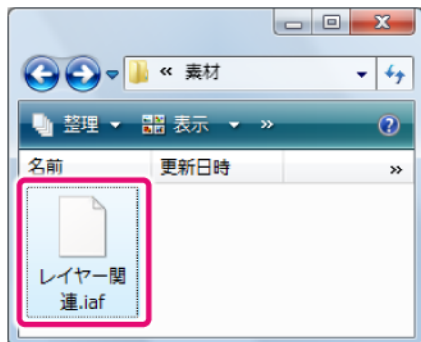 « 素材
整理 表示 »
名前 更新日時 »
レイヤー関
連.iaf